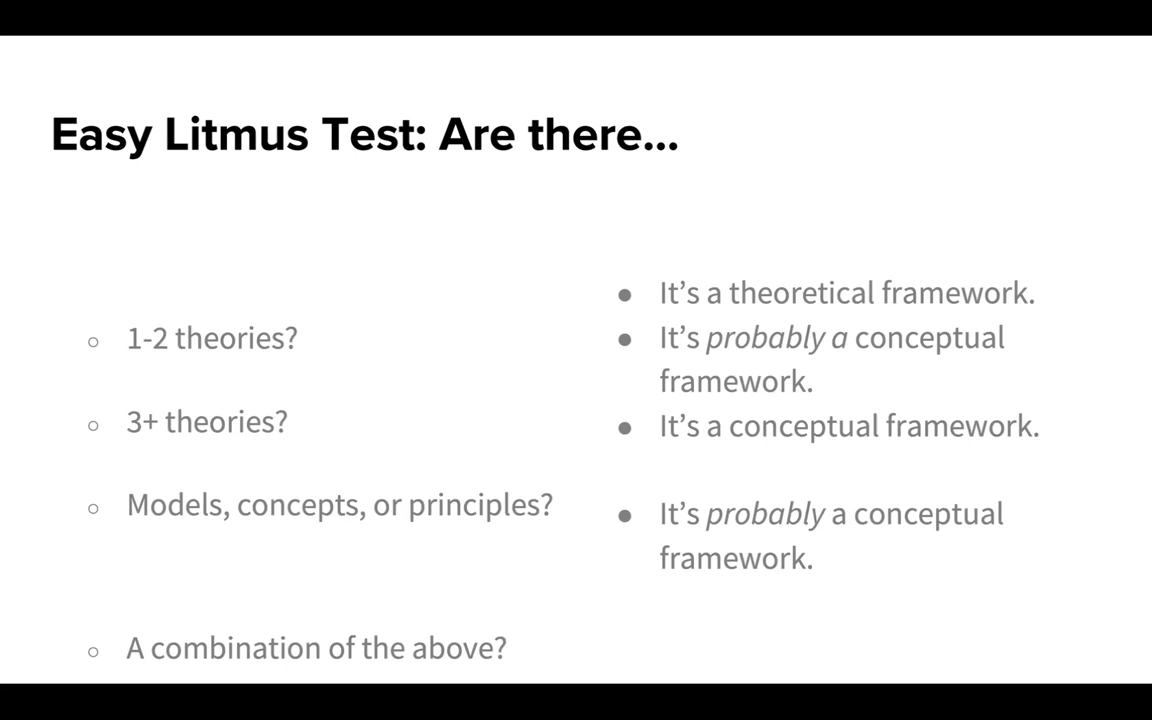 Easy Litmus Test: Are there...
○ 1-2 theories?
○ 3+ theories?
○ Models, concepts, or principles?
○ A combination of the above?
● It’s a theoretical framework.
● It’s probably a conceptual
framework.
● It’s a conceptual framework.
● It’s probably a conceptual
framework.